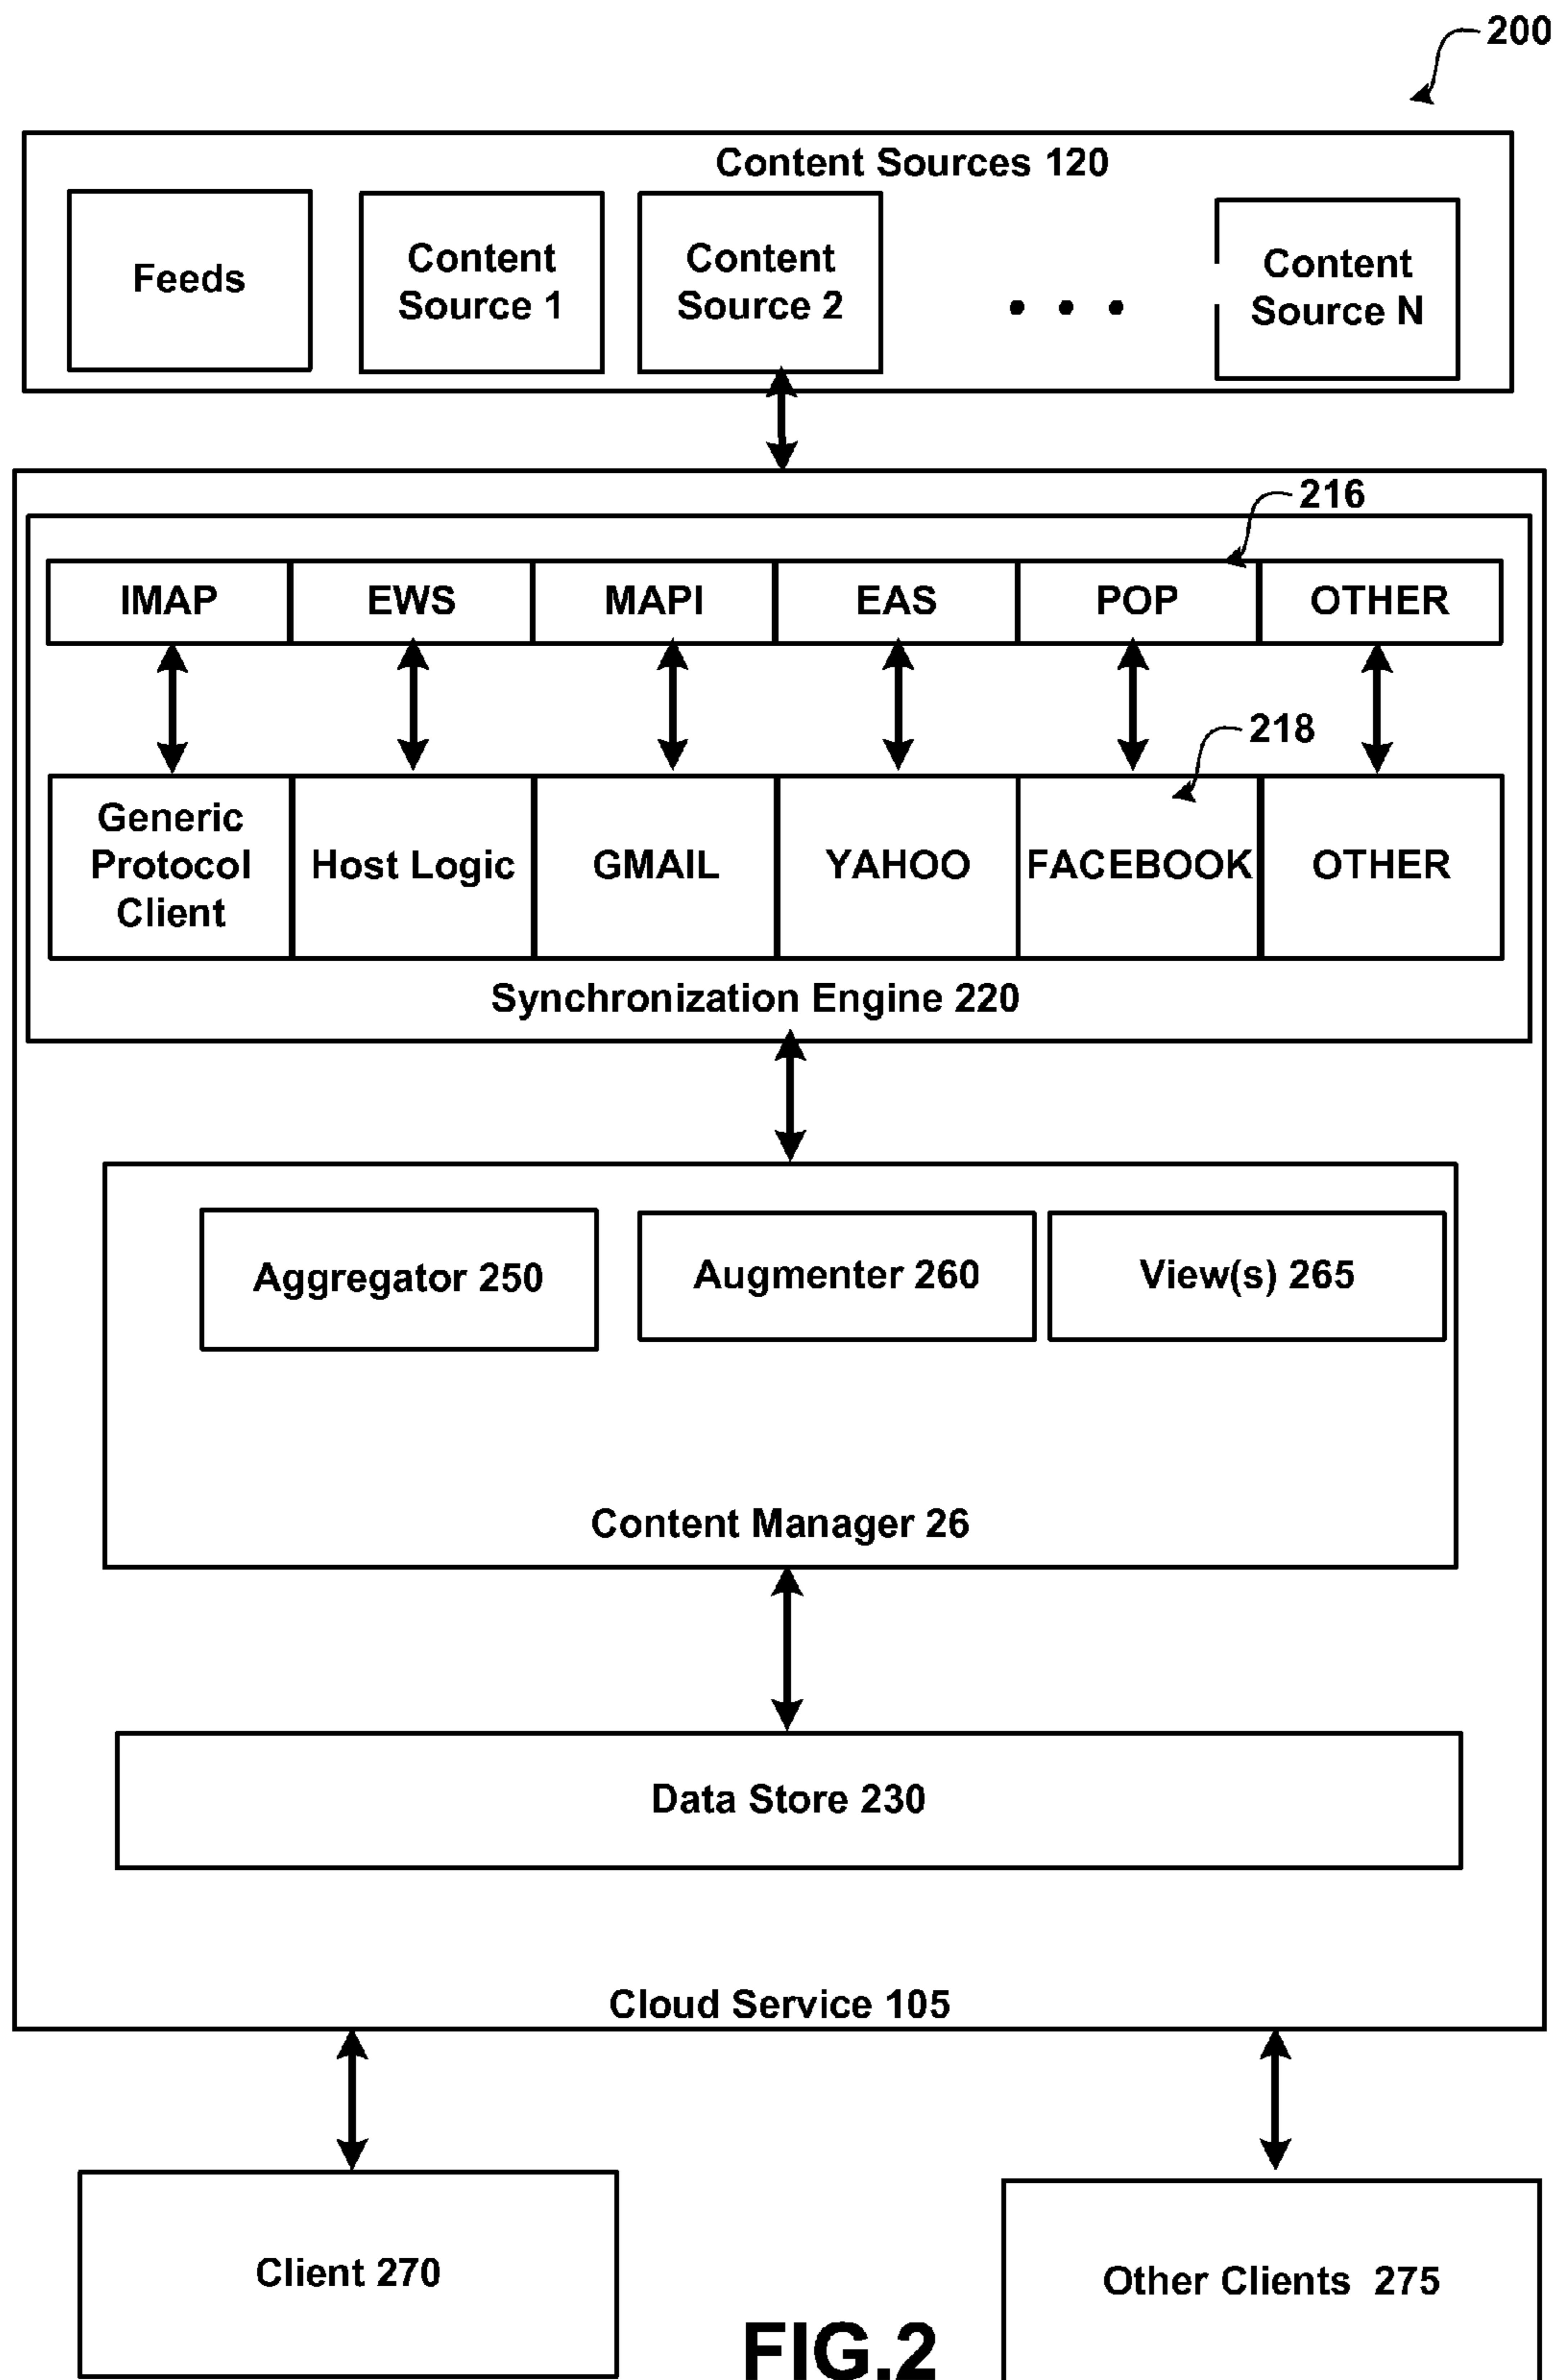 200
Content Sources 120
Feeds
Content
Source 1
Content
Source 2
• • •
Content
Source N
216
IMAP
EWS
MAPI
EAS
POP
OTHER
218
Generic
Protocol
Client
Host Logic
GMAIL
YAHOO
FACEBOOK
OTHER
Synchronization Engine 220
Aggregator 250
Augmenter 260
View(s) 265
Content Manager 26
Data Store 230
Cloud Service 105
Client 270
Other Clients 275
FIG.2